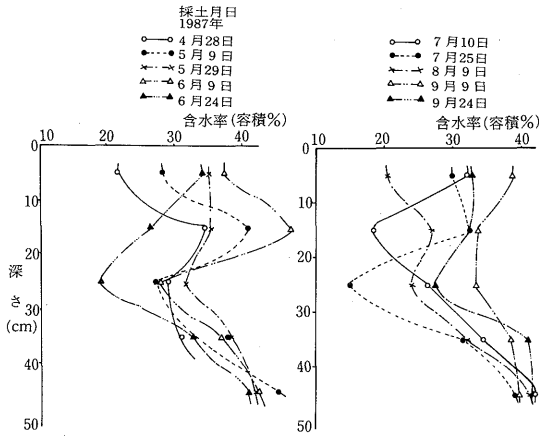 採土月日
1987年
4月28日
5月 9日
5月29日
6月 9日
6月24日
含水率(容積%)
10 20 30 40
0
10
20
30
40
50
深さ
(cm)
7月10日
7月25日
8月 9日
9月 9日
9月24日
含水率(容積%)
10 20 30 40
0
10
20
30
40
50